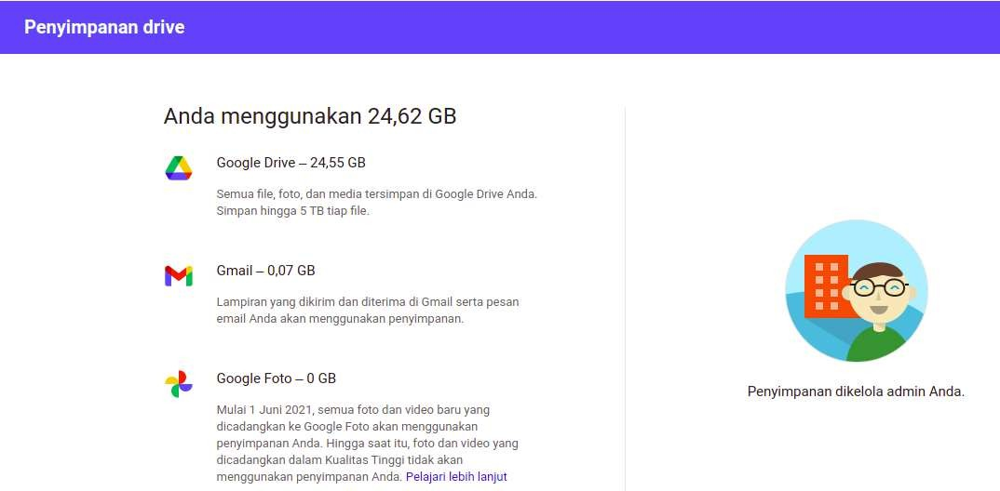 Penyimpanan drive
Anda menggunakan 24,62 GB
Google Drive – 24,55 GB
Semua file, foto, dan media tersimpan di Google Drive Anda.
Simpan hingga 5 TB tiap file.
Gmail – 0,07 GB
Lampiran yang dikirim dan diterima di Gmail serta pesan
email Anda akan menggunakan penyimpanan.
Google Foto – 0 GB
Mulai 1 Juni 2021, semua foto dan video baru yang
dicadangkan ke Google Foto akan menggunakan
penyimpanan Anda. Hingga saat itu, foto dan video yang
dicadangkan dalam Kualitas Tinggi tidak akan
menggunakan penyimpanan Anda. Pelajari lebih lanjut
Penyimpanan dikelola admin Anda.